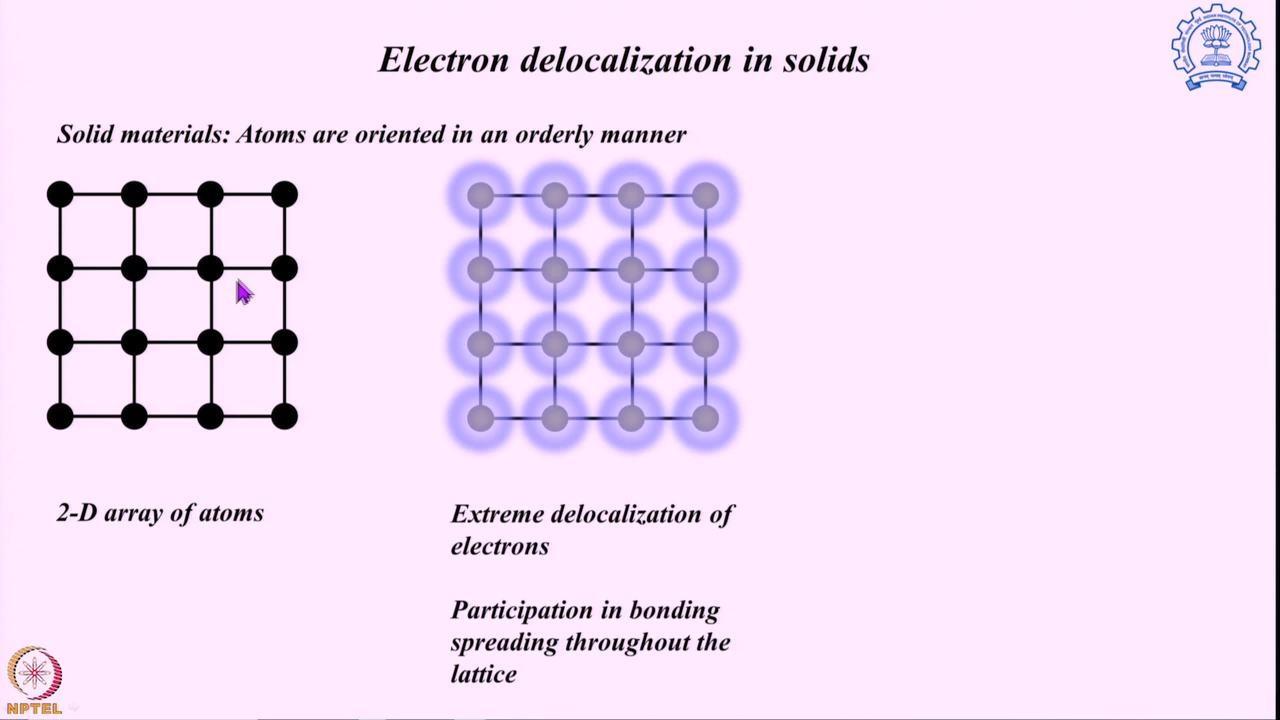 Electron delocalization in solids
Solid materials: Atoms are oriented in an orderly manner
2-D array of atoms
Extreme delocalization of
electrons
Participation in bonding
spreading throughout the
lattice
NPTEL